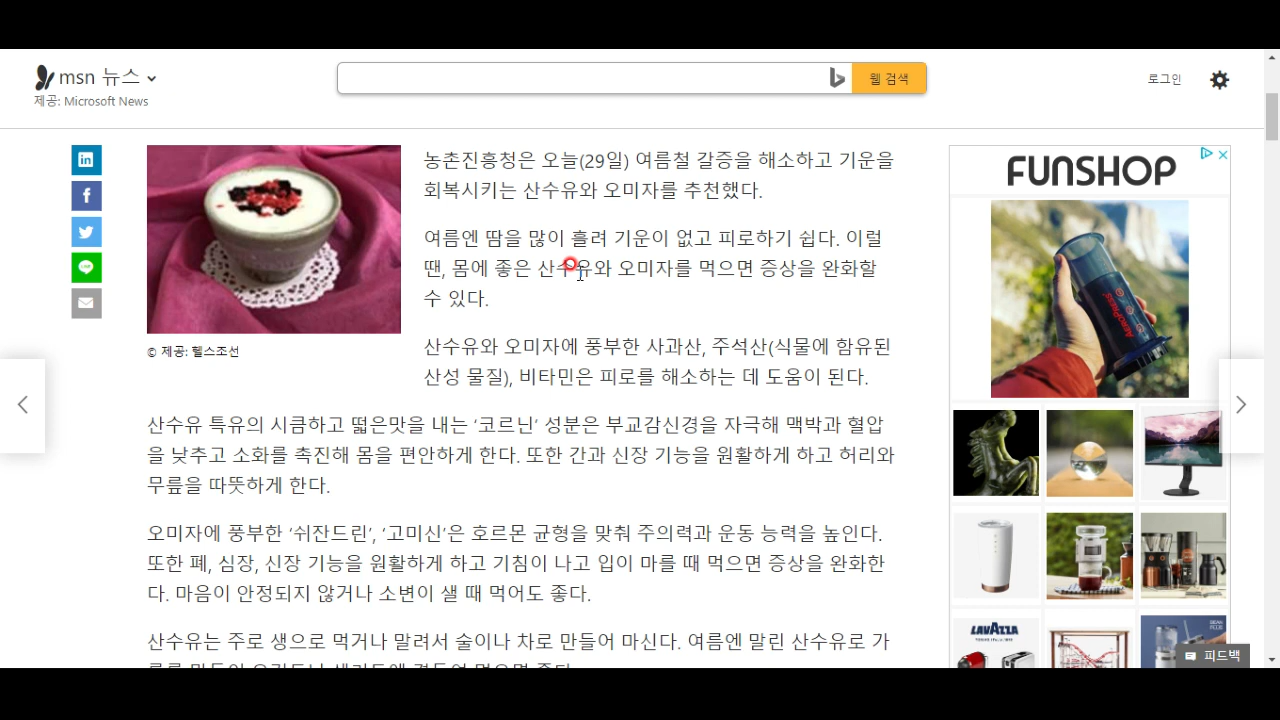 msn 뉴스
제공: Microsoft News
웹 검색
로그인
농촌진흥청은 오늘(29일) 여름철 갈증을 해소하고 기운을
회복시키는 산수유와 오미자를 추천했다.
여름엔 땀을 많이 흘려 기운이 없고 피로하기 쉽다. 이럴
땐, 몸에 좋은 산수유와 오미자를 먹으면 증상을 완화할
수 있다.
© 제공: 헬스조선
산수유와 오미자에 풍부한 사과산, 주석산(식물에 함유된
산성 물질), 비타민은 피로를 해소하는 데 도움이 된다.
산수유 특유의 시큼하고 떫은맛을 내는 ‘코르닌’ 성분은 부교감신경을 자극해 맥박과 혈압
을 낮추고 소화를 촉진해 몸을 편안하게 한다. 또한 간과 신장 기능을 원활하게 하고 허리와
무릎을 따뜻하게 한다.
오미자에 풍부한 ‘쉬잔드린’, ‘고미신’은 호르몬 균형을 맞춰 주의력과 운동 능력을 높인다.
또한 폐, 심장, 신장 기능을 원활하게 하고 기침이 나고 입이 마를 때 먹으면 증상을 완화한
다. 마음이 안정되지 않거나 소변이 샐 때 먹어도 좋다.
산수유는 주로 생으로 먹거나 말려서 술이나 차로 만들어 마신다. 여름엔 말린 산수유로 가
FUNSHOP
AEROPRESS
LAVAZZA
피드백